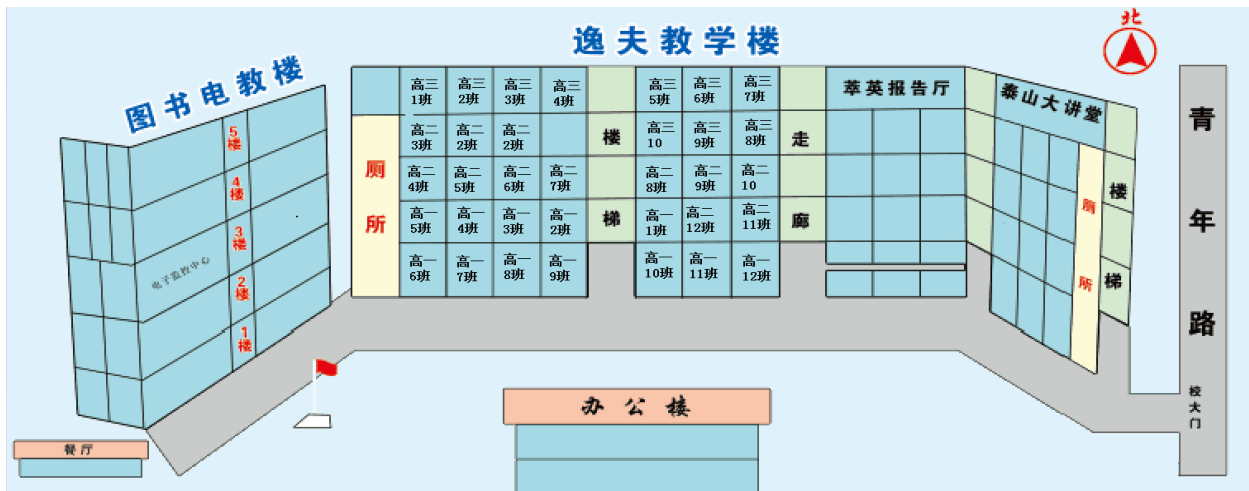 北
逸夫教学楼
图书电教楼
高三
1班
高三
2班
高三
3班
高三
4班
高三
5班
高三
6班
高三
7班
萃英报告厅
泰山大讲堂
青年路
5楼
4楼
3楼
2楼
1楼
电子监控中心
厕所
高二
3班
高二
2班
高二
2班
楼梯
高三
10
高三
9班
高三
8班
走廊
高二
4班
高二
5班
高二
6班
高二
7班
高二
8班
高二
9班
高二
10
高一
5班
高一
4班
高一
3班
高一
2班
高一
1班
高二
12班
高二
11班
高一
6班
高一
7班
高一
8班
高一
9班
高一
10班
高一
11班
高一
12班
厕所
楼梯
校大门
办公楼
餐厅